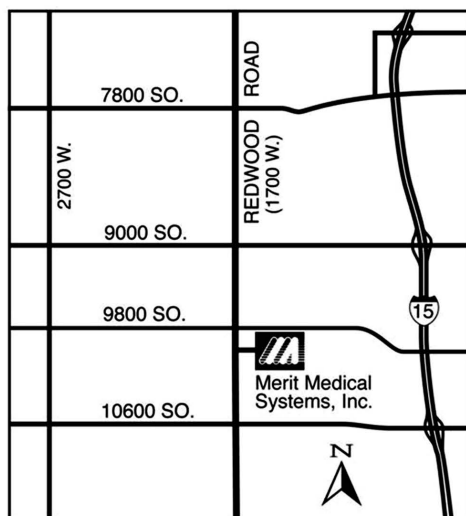 7800 SO.
ROAD
2700 W.
REDWOOD
(1700 W.)
9000 SO.
9800 SO.
15
Merit Medical
Systems, Inc.
10600 SO.
N